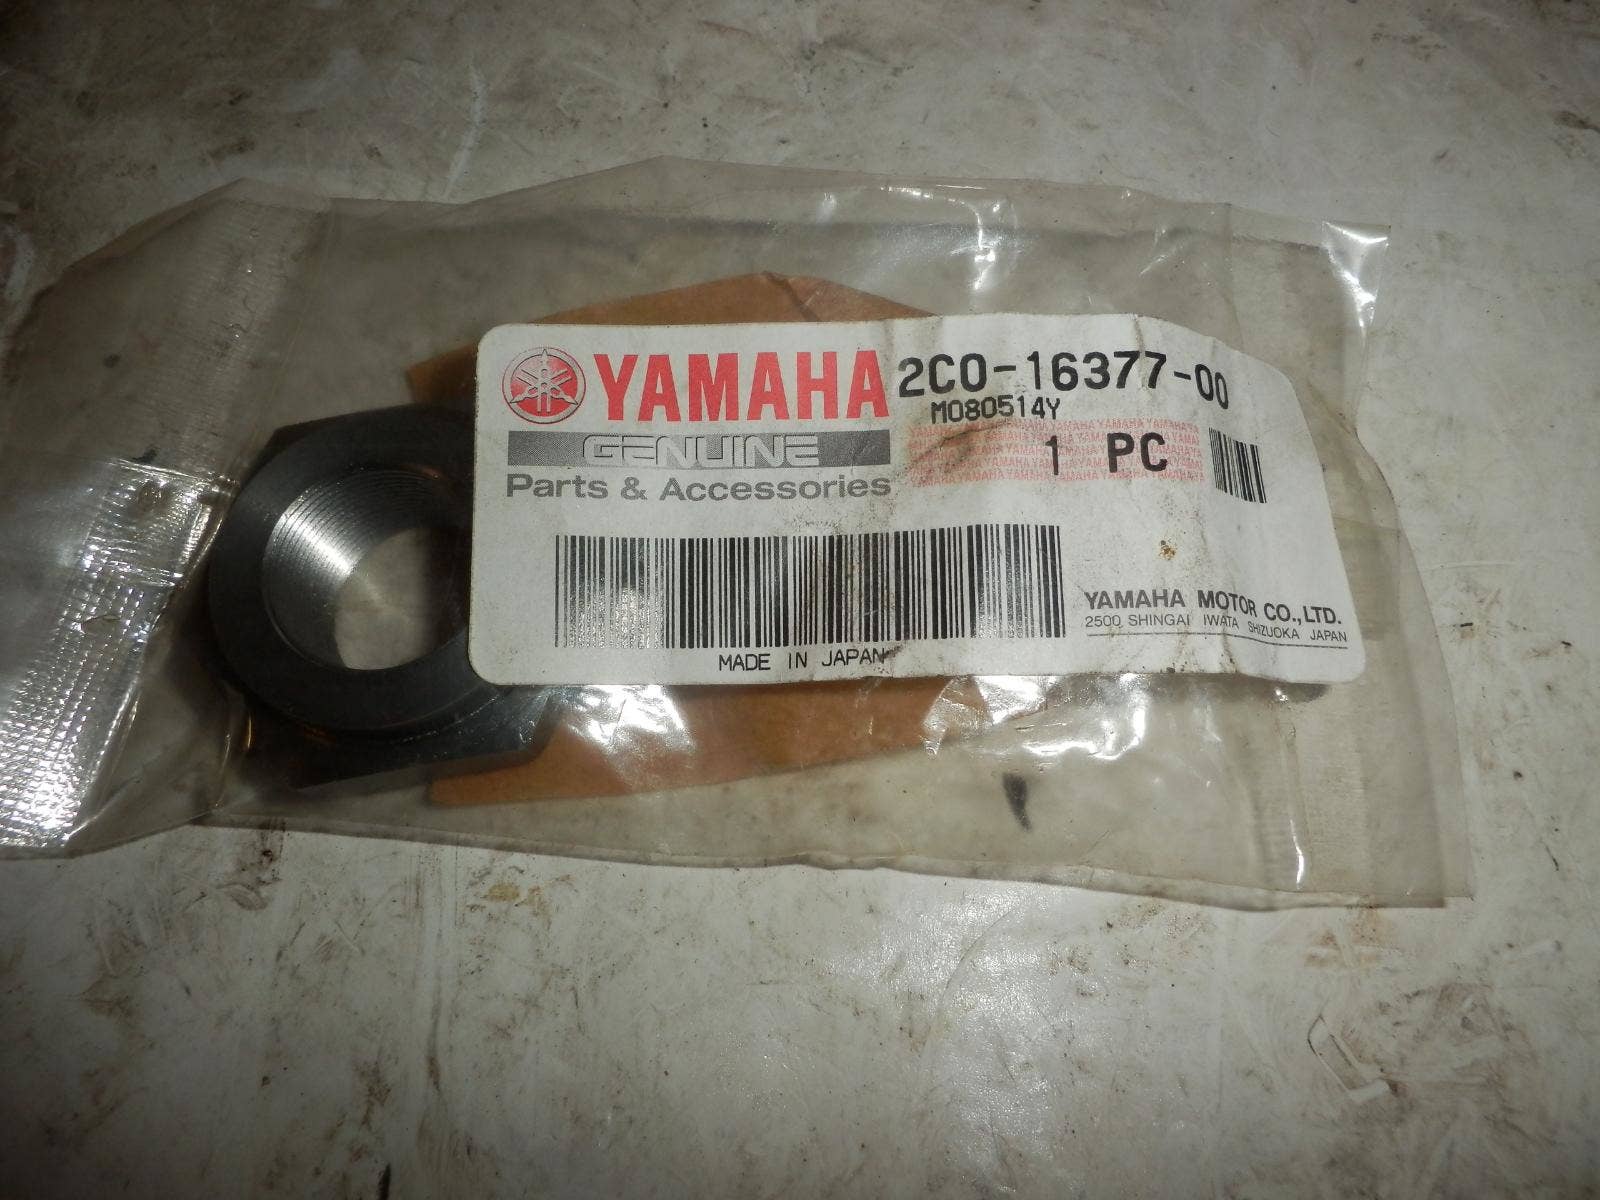 YAMAHA 2C0-16377-00
M080514Y
GENUINE
1 PC
Parts & Accessories
YAMAHA MOTOR CO.,LTD.
2500 SHINGAI IWATA SHIZUOKA JAPAN
MADE IN JAPAN